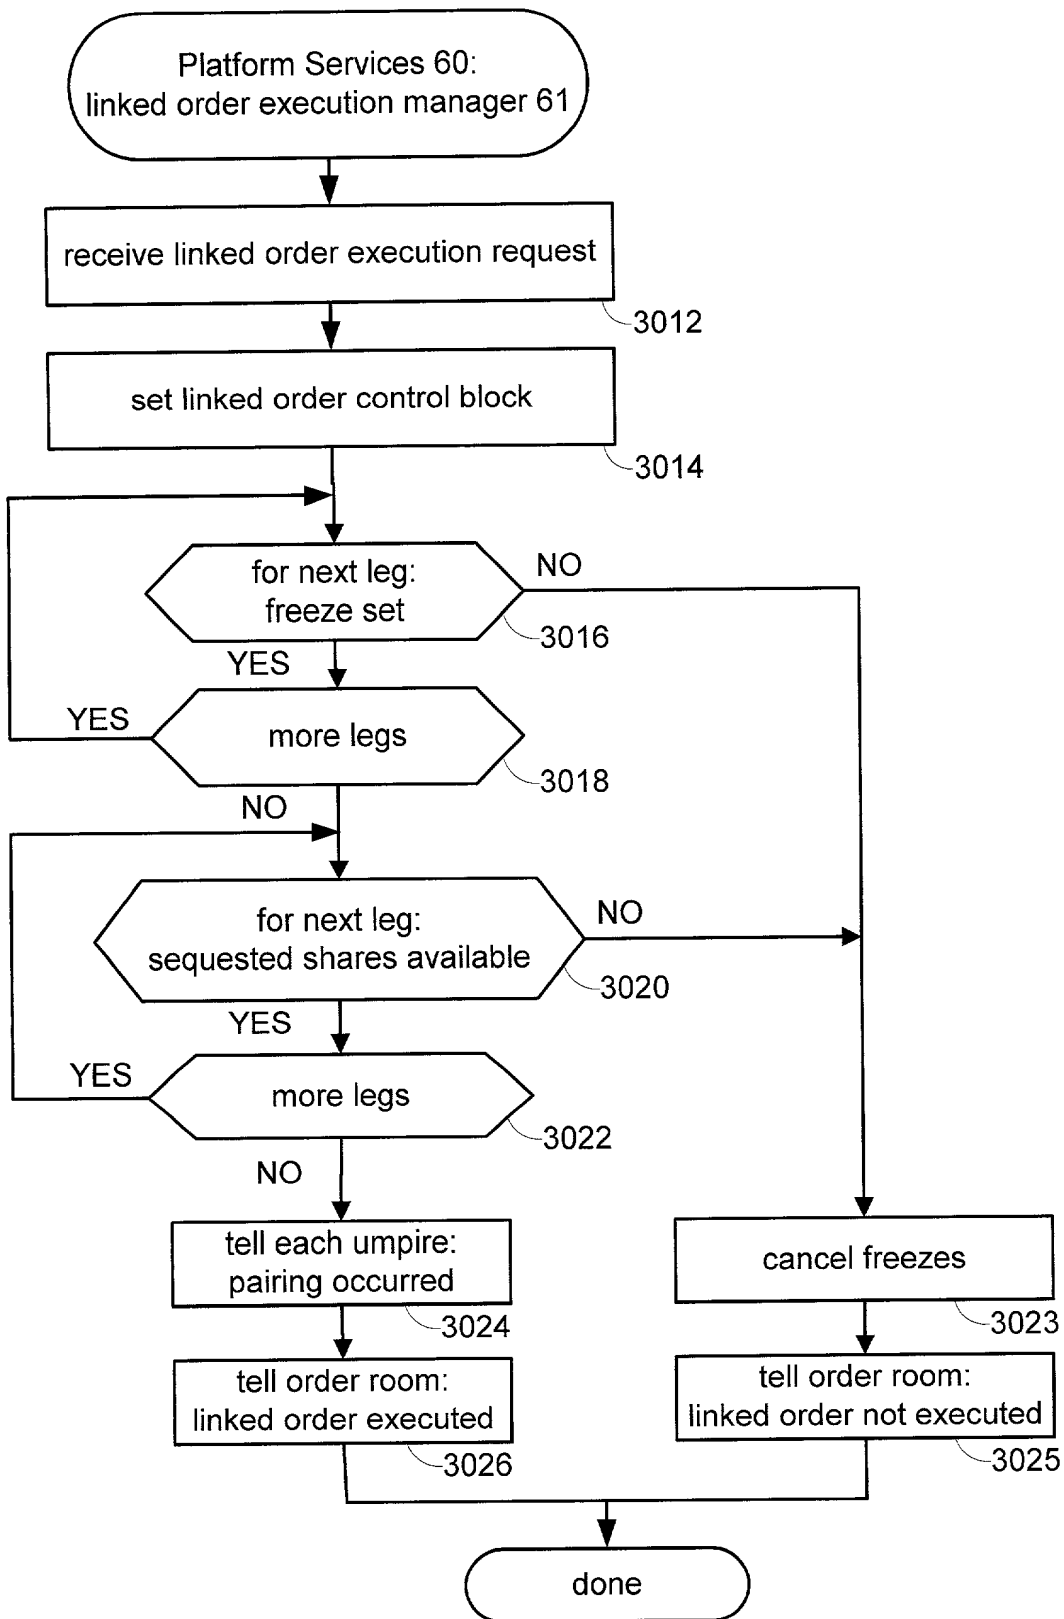 Platform Services 60:
linked order execution manager 61
receive linked order execution request
3012
set linked order control block
3014
for next leg:
freeze set
NO
3016
YES
YES
more legs
3018
NO
for next leg:
sequested shares available
NO
3020
YES
YES
more legs
3022
NO
tell each umpire:
pairing occurred
3024
cancel freezes
3023
tell order room:
linked order executed
3026
tell order room:
linked order not executed
3025
done